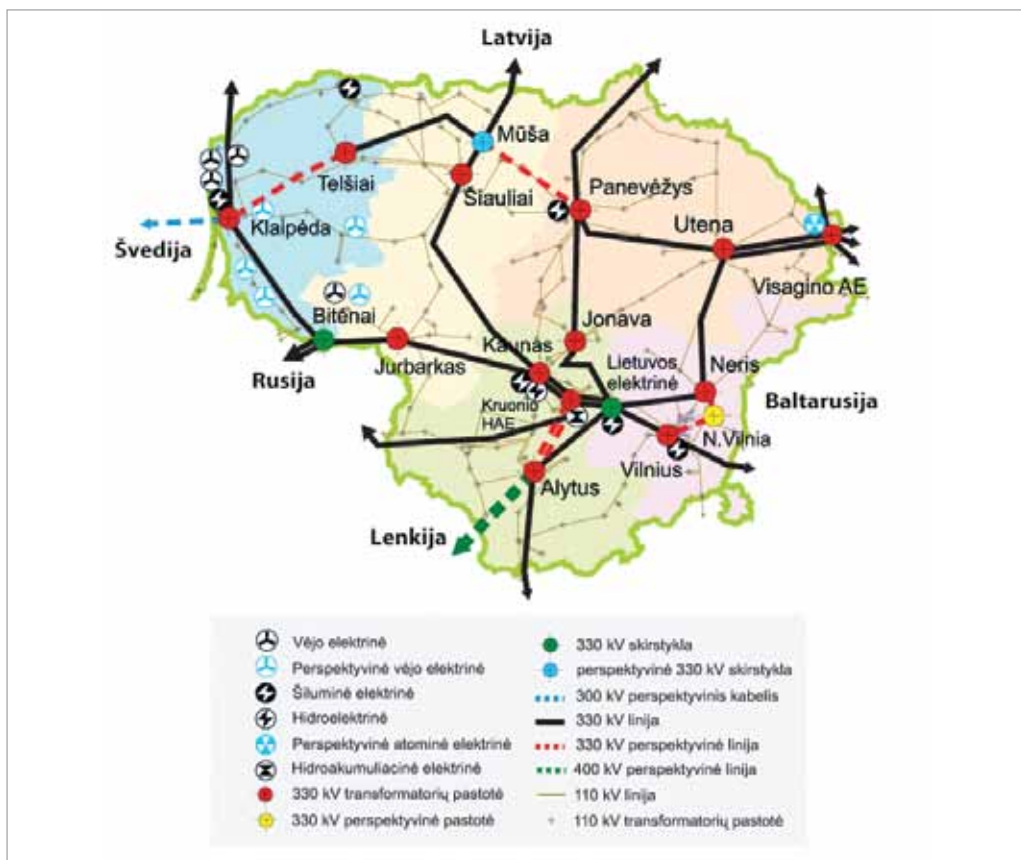 Latvija
Mūša
Telšiai
Šiauliai
Panevėžys
Klaipėda
Utena
Švedija
Visagino AE
Bitėnai
Jonava
Jurbarkas
Kaunas
Lietuvos
elektrinė
Neris
Rusija
Baltarusija
Kruonio
HAE
N.Vilnia
Vilnius
Alytus
Lenkija
Vėjo elektrinė
Perspektyvinė vėjo elektrinė
Šiluminė elektrinė
Hidroelektrinė
Perspektyvinė atominė elektrinė
Hidroakumuliacinė elektrinė
330 kV transformatorių pastotė
330 kV perspektyvinė pastotė
330 kV skirstykla
perspektyvinė 330 kV skirstykla
300 kV perspektyvinis kabelis
330 kV linija
330 kV perspektyvinė linija
400 kV perspektyvinė linija
110 kV linija
110 kV transformatorių pastotė